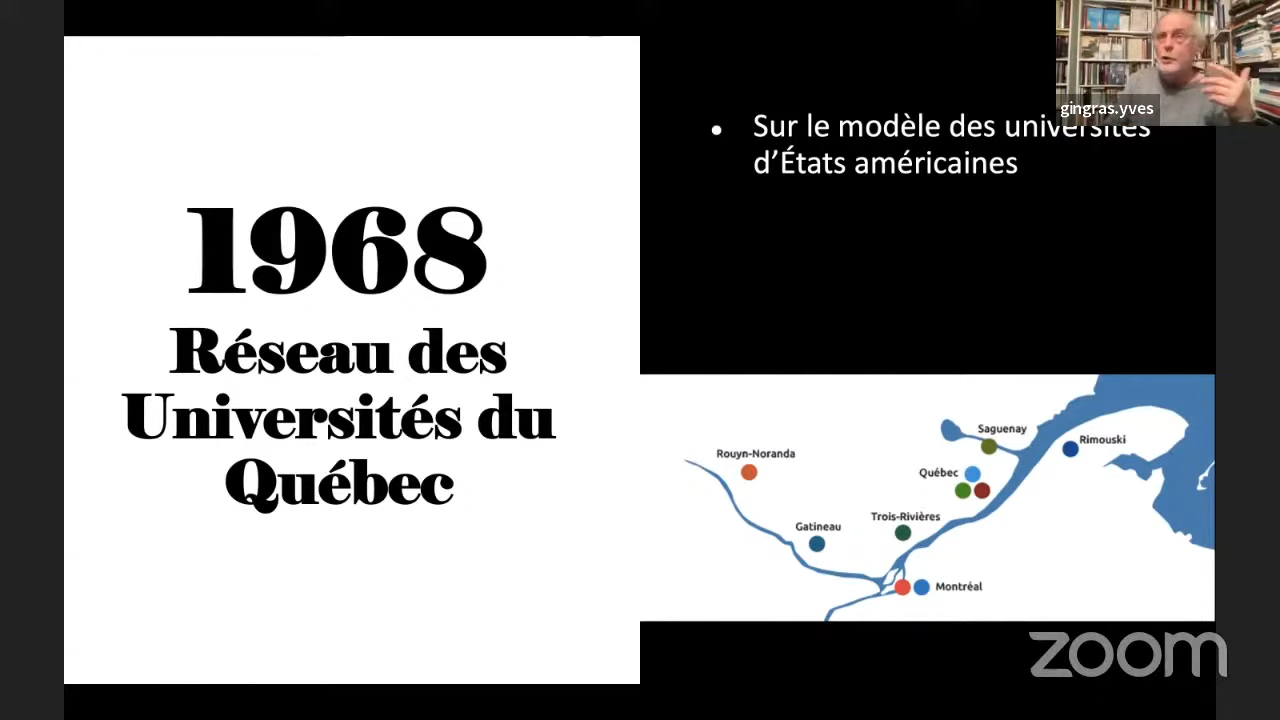 1968
Réseau des
Universités du
Québec
gingras.yves
• Sur le modèle des universités
d’États américaines
Saguenay
Rimouski
Rouyn-Noranda
Québec
Trois-Rivières
Gatineau
Montréal
zoom